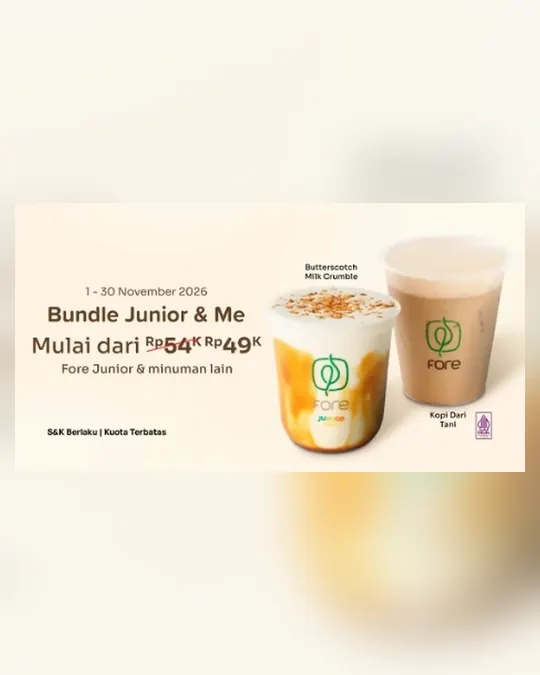 1 - 30 November 2026
Bundle Junior & Me
Mulai dari Rp54K Rp49K
Fore Junior & minuman lain
S&K Berlaku | Kuota Terbatas
Butterscotch
Milk Crumble
FORE
FORE
Kopi Dari
Tani